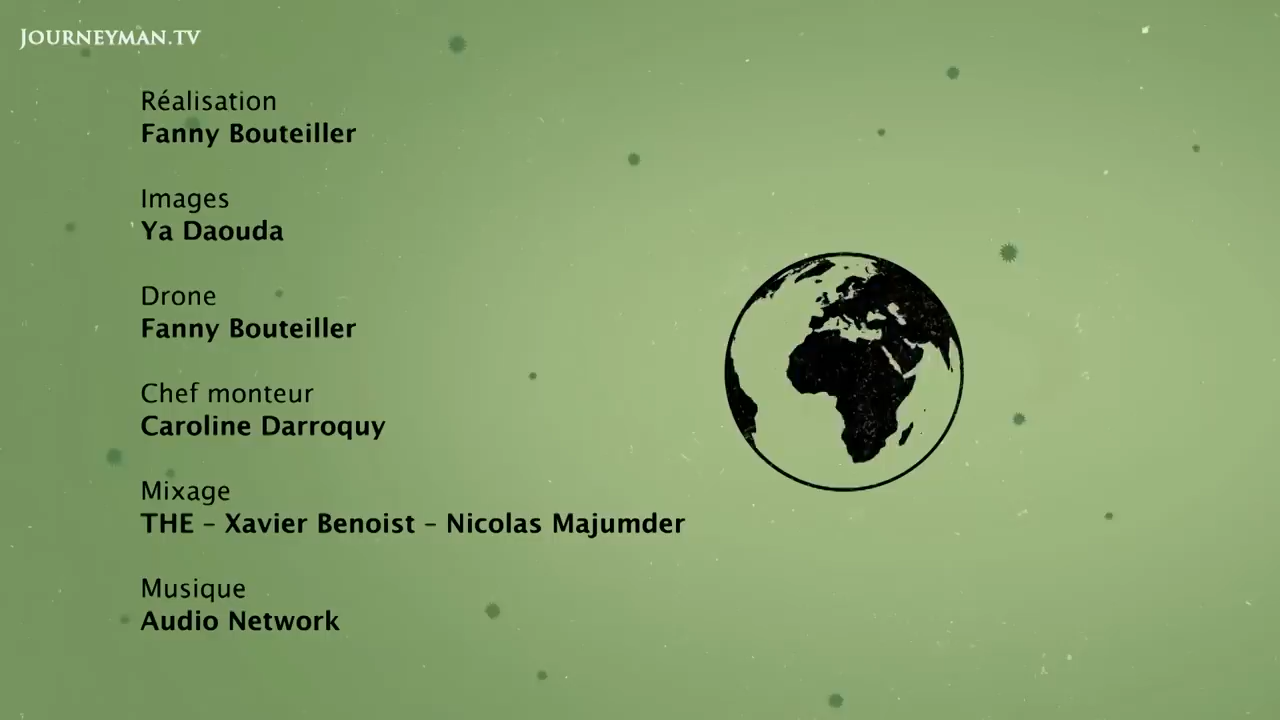 JOURNEYMAN.TV
Réalisation
Fanny Bouteiller
Images
Ya Daouda
Drone
Fanny Bouteiller
Chef monteur
Caroline Darroquy
Mixage
THE – Xavier Benoist – Nicolas Majumder
Musique
Audio Network